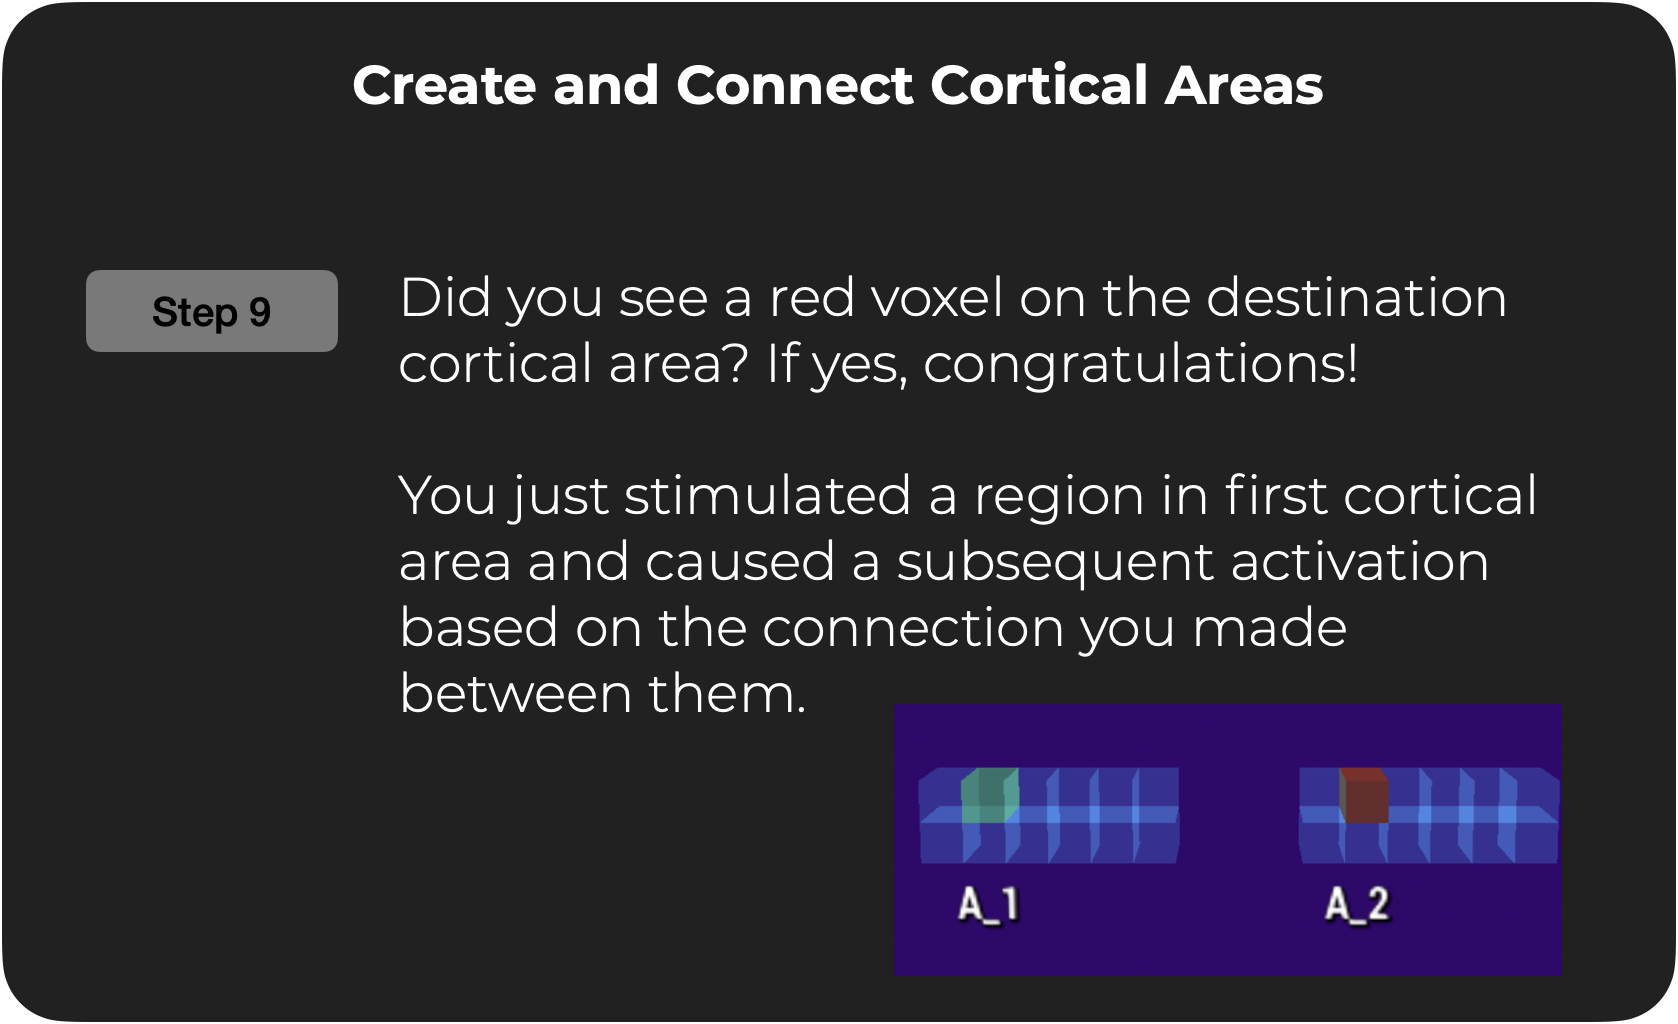 Create and Connect Cortical Areas
Step 9
Did you see a red voxel on the destination
cortical area? If yes, congratulations!
You just stimulated a region in first cortical
area and caused a subsequent activation
based on the connection you made
between them.
A_1
A_2